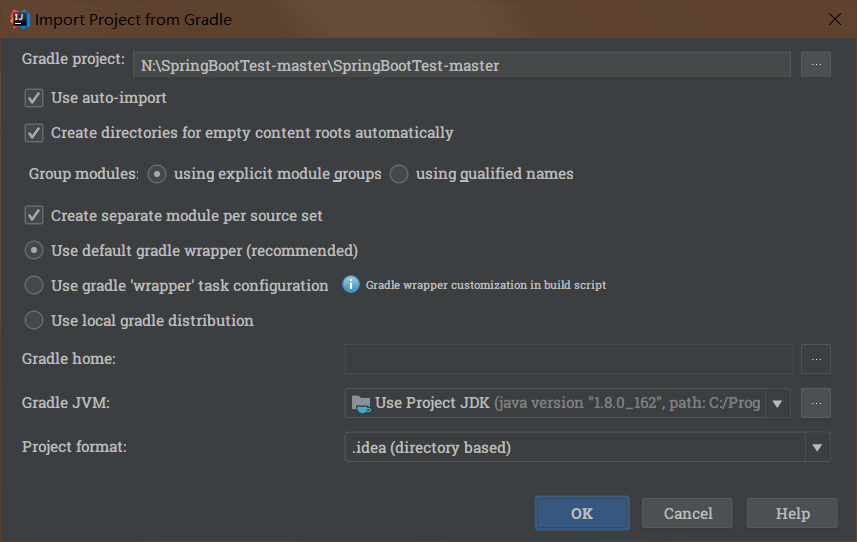 Import Project from Gradle
Gradle project: N:\SpringBootTest-master\SpringBootTest-master ...
Use auto-import
Create directories for empty content roots automatically
Group modules: using explicit module groups using qualified names
Create separate module per source set
Use default gradle wrapper (recommended)
Use gradle 'wrapper' task configuration Gradle wrapper customization in build script
Use local gradle distribution
Gradle home: ...
Gradle JVM: Use Project JDK (java version "1.8.0_162", path: C:/Prog ...
Project format: .idea (directory based)
OK Cancel Help